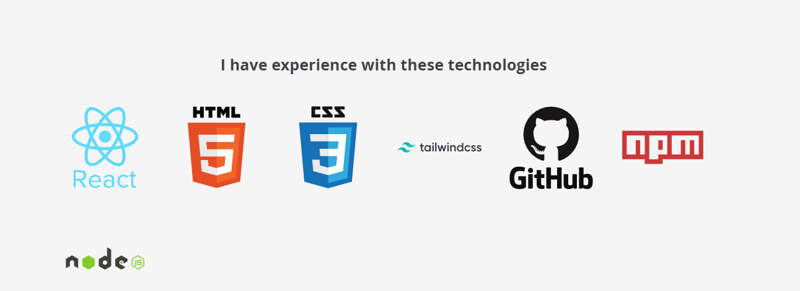 I have experience with these technologies
HTML
CSS
5
3
tailwindcss
npm
React
GitHub
node
JS